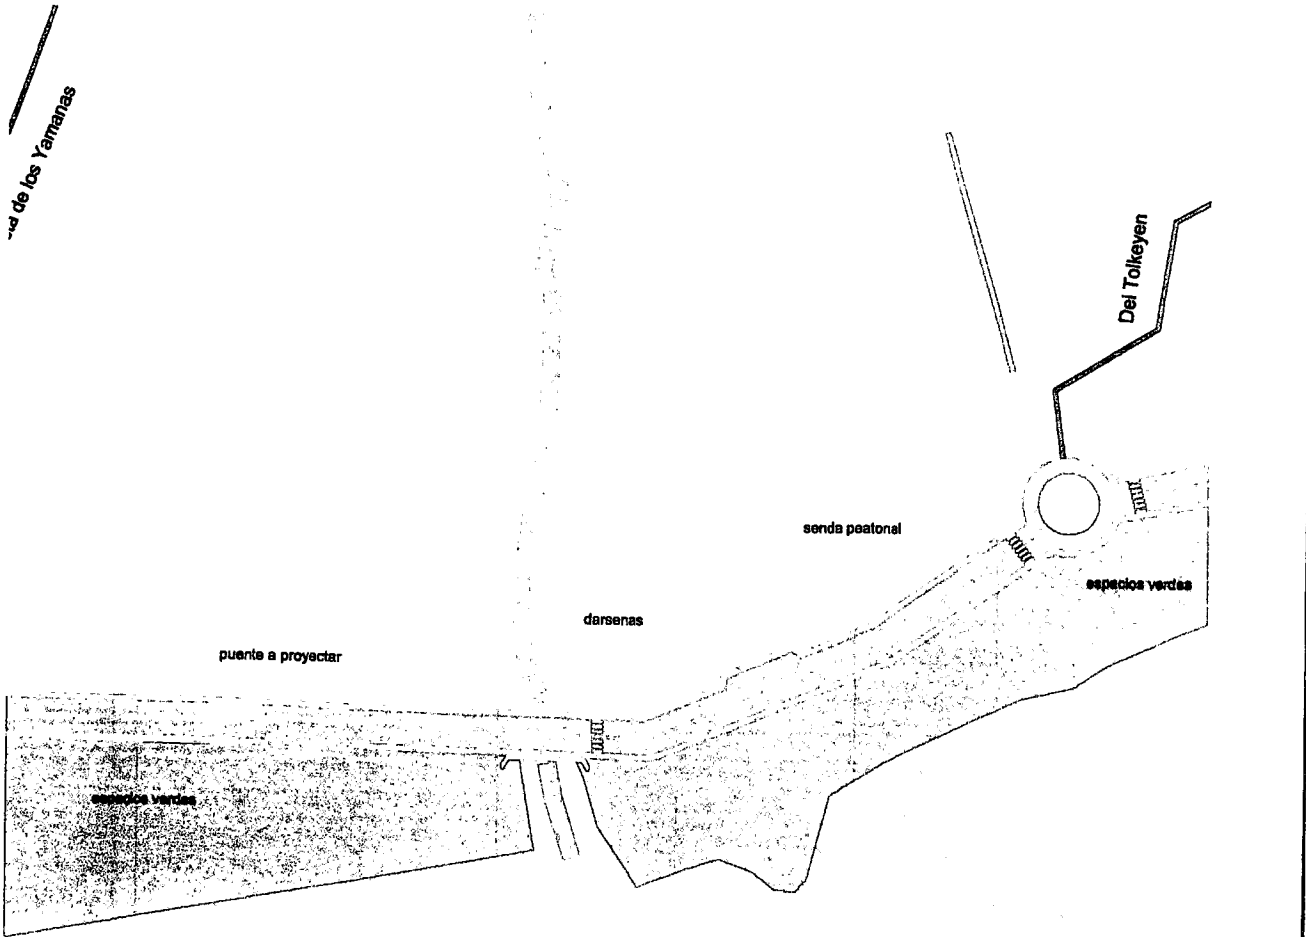 de los Yamanas
Del Tolkeyen
senda peatonal
espacios verdes
darsenas
puente a proyectar
espacios verdes